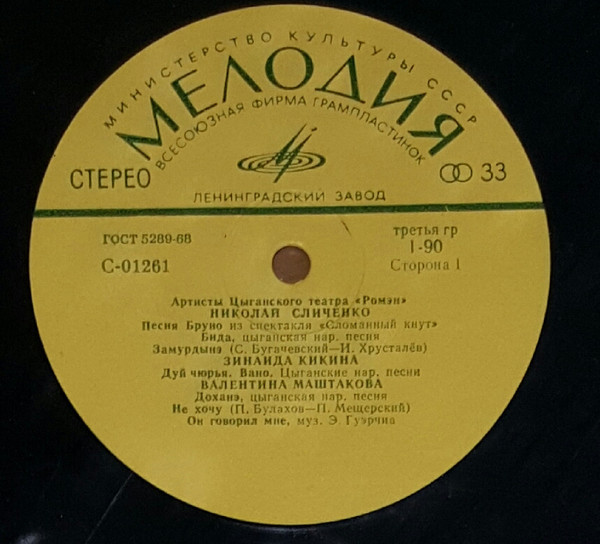 МИНИСТЕРСТВО КУЛЬТУРЫ СССР
МЕЛОДИЯ
ВСЕСОЮЗНАЯ ФИРМА ГРАМПЛАСТИНОК
СТЕРЕО
33
ЛЕНИНГРАДСКИЙ ЗАВОД
ГОСТ 5289-68
третья гр
С-01261
1-90
Сторона 1
Артисты Цыганского театра «Ромэн»
НИКОЛАЙ СЛИЧЕНКО
Песня Бруно из спектакля «Сломанный кнут»
Бида, цыганская нар. песня
Замурдынэ (С. Бугачевский—И. Хрусталёв)
ЗИНАИДА КИКИНА
Дуй чюрья. Вано. Цыганские нар. песни
ВАЛЕНТИНА МАШТАКОВА
Доханэ, цыганская нар. песня
Не хочу (П. Булахов—П. Мещерский)
Он говорил мне, муз. Э. Гуэрчиа